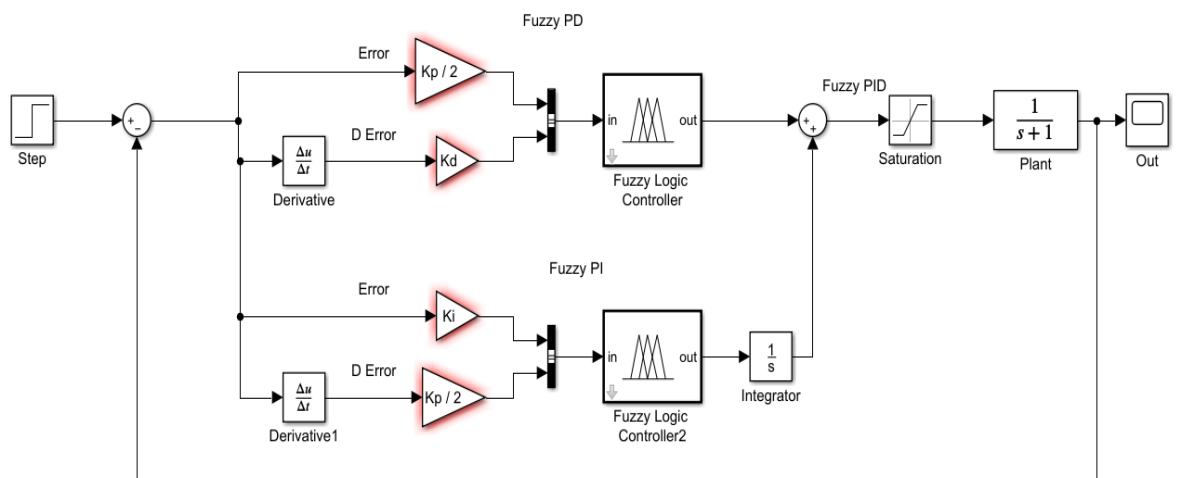 Fuzzy PD
Error
Kp / 2
D Error
Kd
Step
+
−
Δu
Δt
Derivative
in
out
Fuzzy Logic
Controller
+
+
Fuzzy PID
Saturation
1
s + 1
Plant
Out
Fuzzy PI
Error
Ki
D Error
Kp / 2
Δu
Δt
Derivative1
in
out
Fuzzy Logic
Controller2
1
s
Integrator